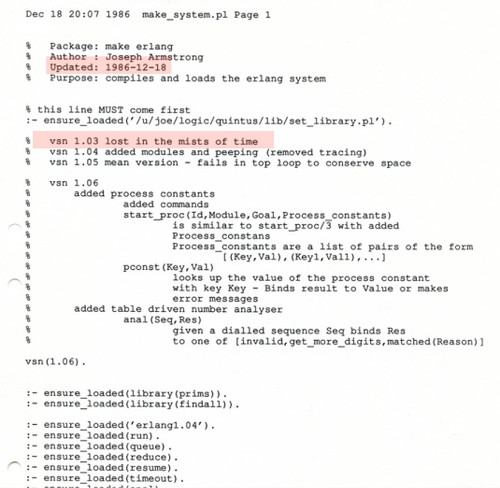 Dec 18 20:07 1986  make_system.pl Page 1
%   Package: make erlang
%   Author : Joseph Armstrong
%   Updated: 1986-12-18
%   Purpose: compiles and loads the erlang system
% this line MUST come first
:- ensure_loaded('/u/joe/logic/quintus/lib/set_library.pl').
%   vsn 1.03 lost in the mists of time
%   vsn 1.04 added modules and peeping (removed tracing)
%   vsn 1.05 mean version - fails in top loop to conserve space
%   vsn 1.06
%       added process constants
%               added commands
%               start_proc(Id,Module,Goal,Process_constants)
%                       is similar to start_proc/3 with added
%                       Process_constans
%                       Process_constants are a list of pairs of the form
%                               [(Key,Val),(Key1,Val1),...]
%               pconst(Key,Val)
%                       looks up the value of the process constant
%                       with key Key - Binds result to Value or makes
%                       error messages
%       added table driven number analyser
%               anal(Seq,Res)
%                       given a dialled sequence Seq binds Res
%                       to one of [invalid,get_more_digits,matched(Reason)]
vsn(1.06).
:- ensure_loaded(library(prims)).
:- ensure_loaded(library(findall)).
:- ensure_loaded('erlang1.04').
:- ensure_loaded(run).
:- ensure_loaded(queue).
:- ensure_loaded(reduce).
:- ensure_loaded(resume).
:- ensure_loaded(timeout).